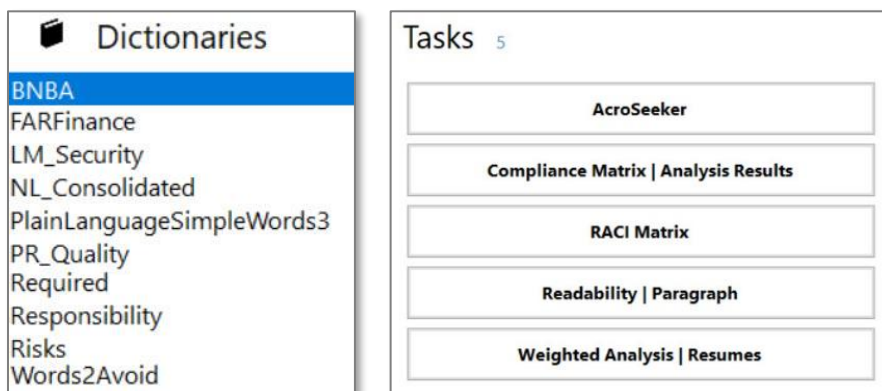 Dictionaries
BNBA
FARFinance
LM_Security
NL_Consolidated
PlainLanguageSimpleWords3
PR_Quality
Required
Responsibility
Risks
Words2Avoid
Tasks 5
AcroSeeker
Compliance Matrix | Analysis Results
RACI Matrix
Readability | Paragraph
Weighted Analysis | Resumes